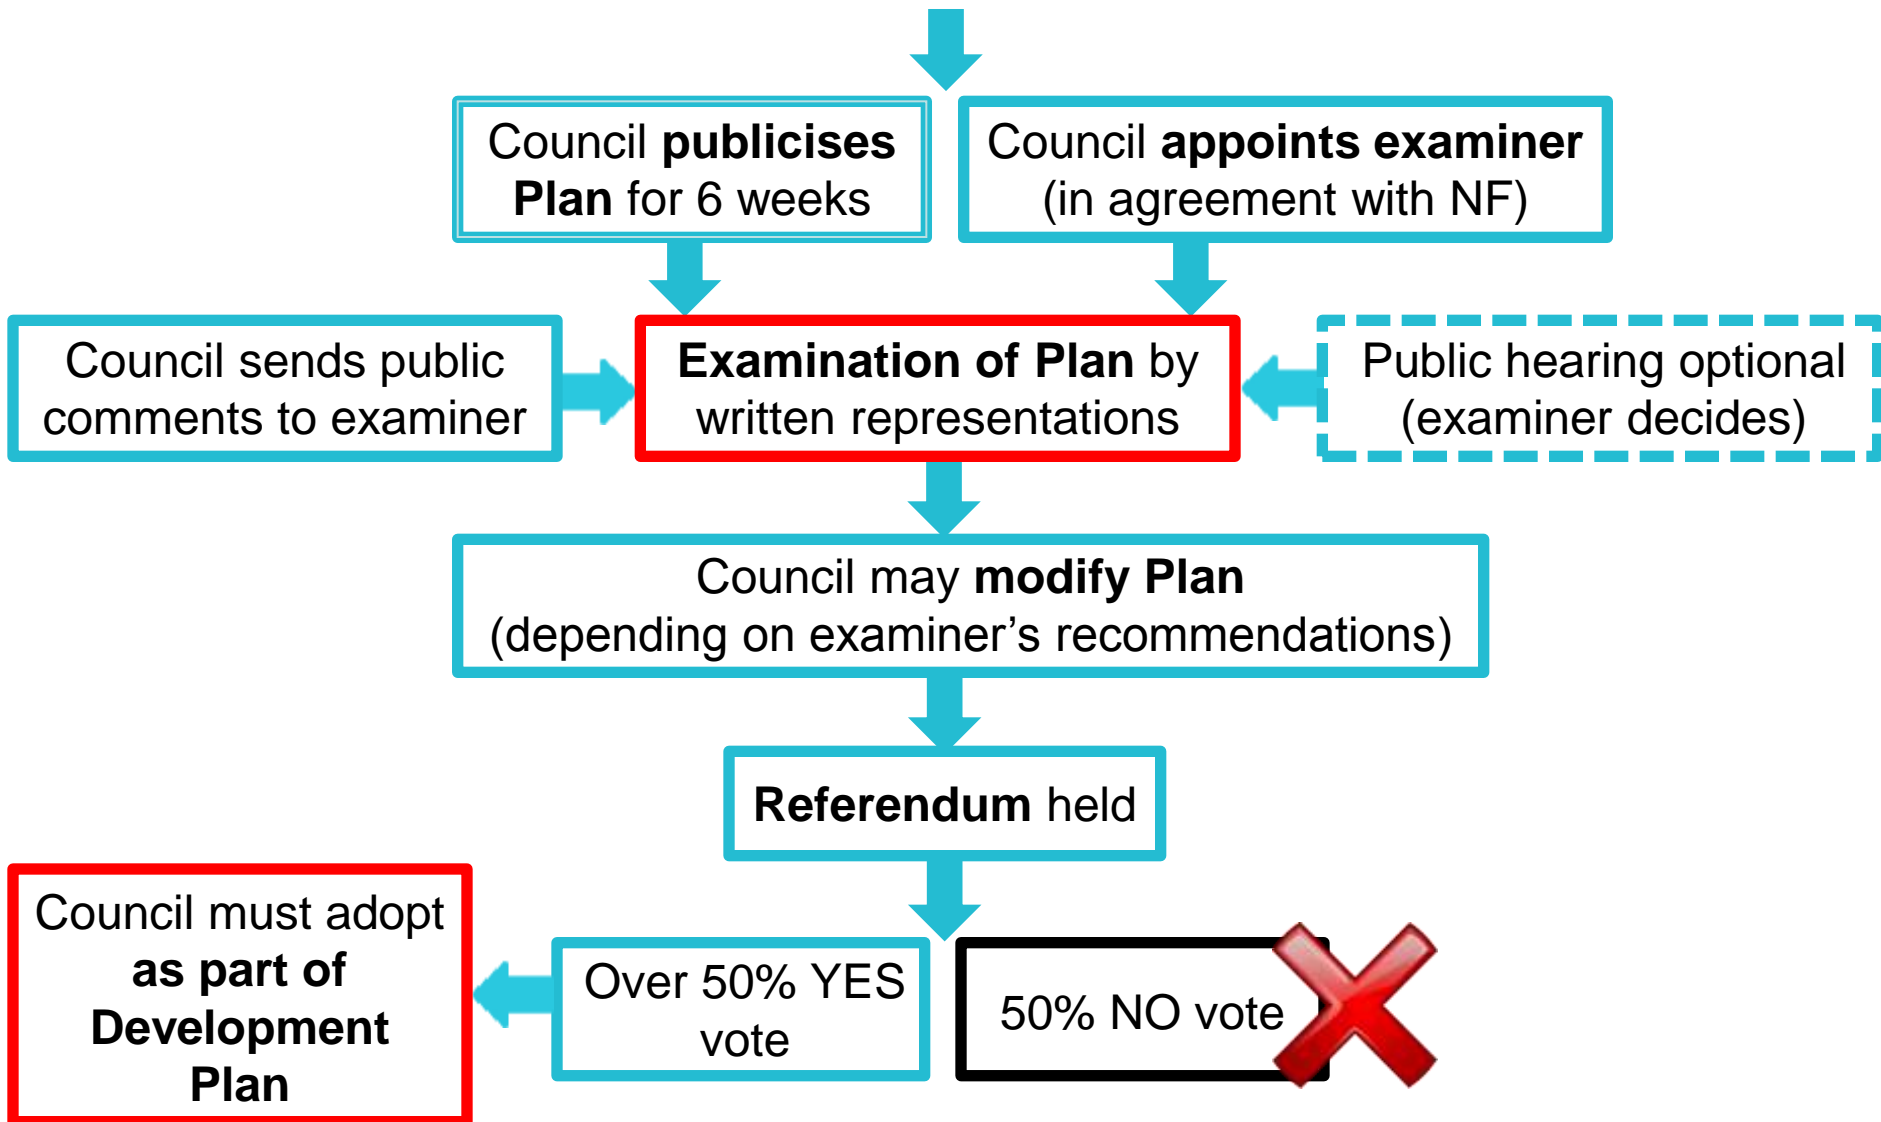 Council publicises
Plan for 6 weeks
Council appoints examiner
(in agreement with NF)
Council sends public
comments to examiner
Examination of Plan by
written representations
Public hearing optional
(examiner decides)
Council may modify Plan
(depending on examiner’s recommendations)
Referendum held
Council must adopt
as part of
Development
Plan
Over 50% YES
vote
50% NO vote